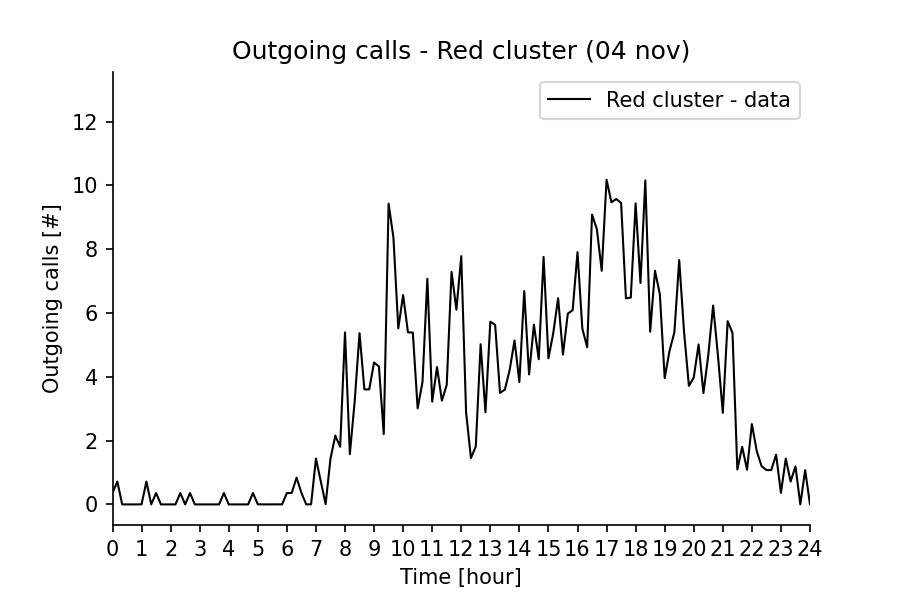 Outgoing calls - Red cluster (04 nov)
Red cluster - data
12
10
8
6
4
2
0
Outgoing calls [#]
0 1 2 3 4 5 6 7 8 9 10 11 12 13 14 15 16 17 18 19 20 21 22 23 24
Time [hour]